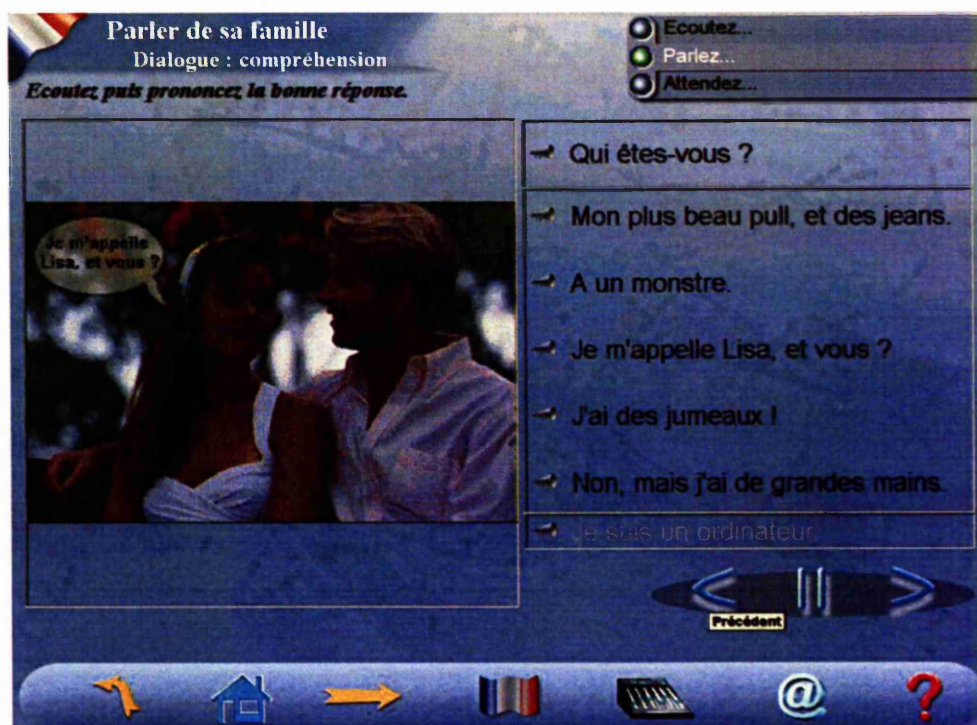 Parler de sa famille
Dialogue : compréhension
Ecoutez puis prononcez la bonne réponse.
Ecoutez...
Parlez...
Attendez...
Je m'appelle
Lisa, et vous ?
Qui êtes-vous ?
Mon plus beau pull, et des jeans.
A un monstre.
Je m'appelle Lisa, et vous ?
J'ai des jumeaux !
Non, mais j'ai de grandes mains.
Je suis un ordinateur.
Précédent
@
?